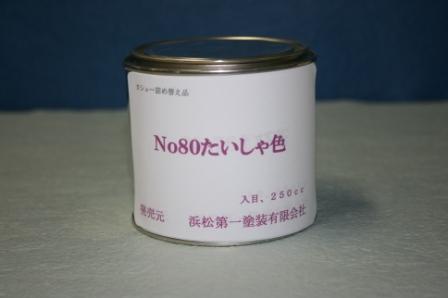 カシュー詰め替え品
No80たいしゃ色
入目、250cc
発売元 浜松第一塗装有限会社